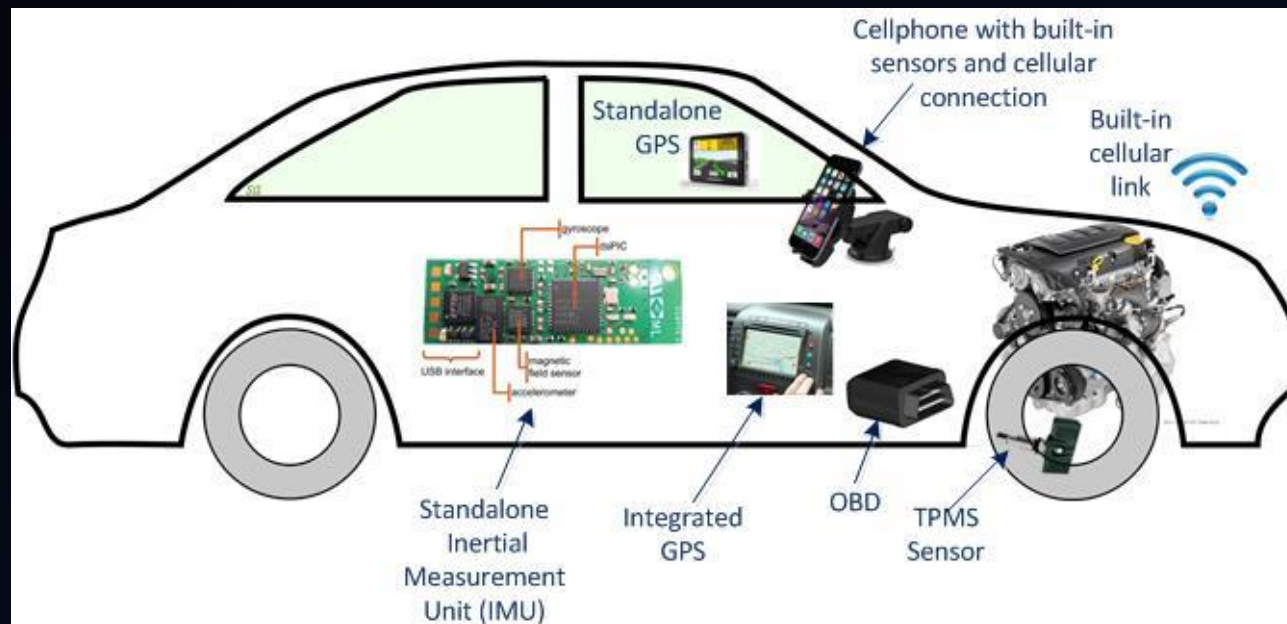 Cellphone with built-in
sensors and cellular
connection
Standalone
GPS
Built-in
cellular
link
gyroscope
dsPIC
USB interface
magnetic
field sensor
accelerometer
Standalone
Inertial
Measurement
Unit (IMU)
Integrated
GPS
OBD
TPMS
Sensor